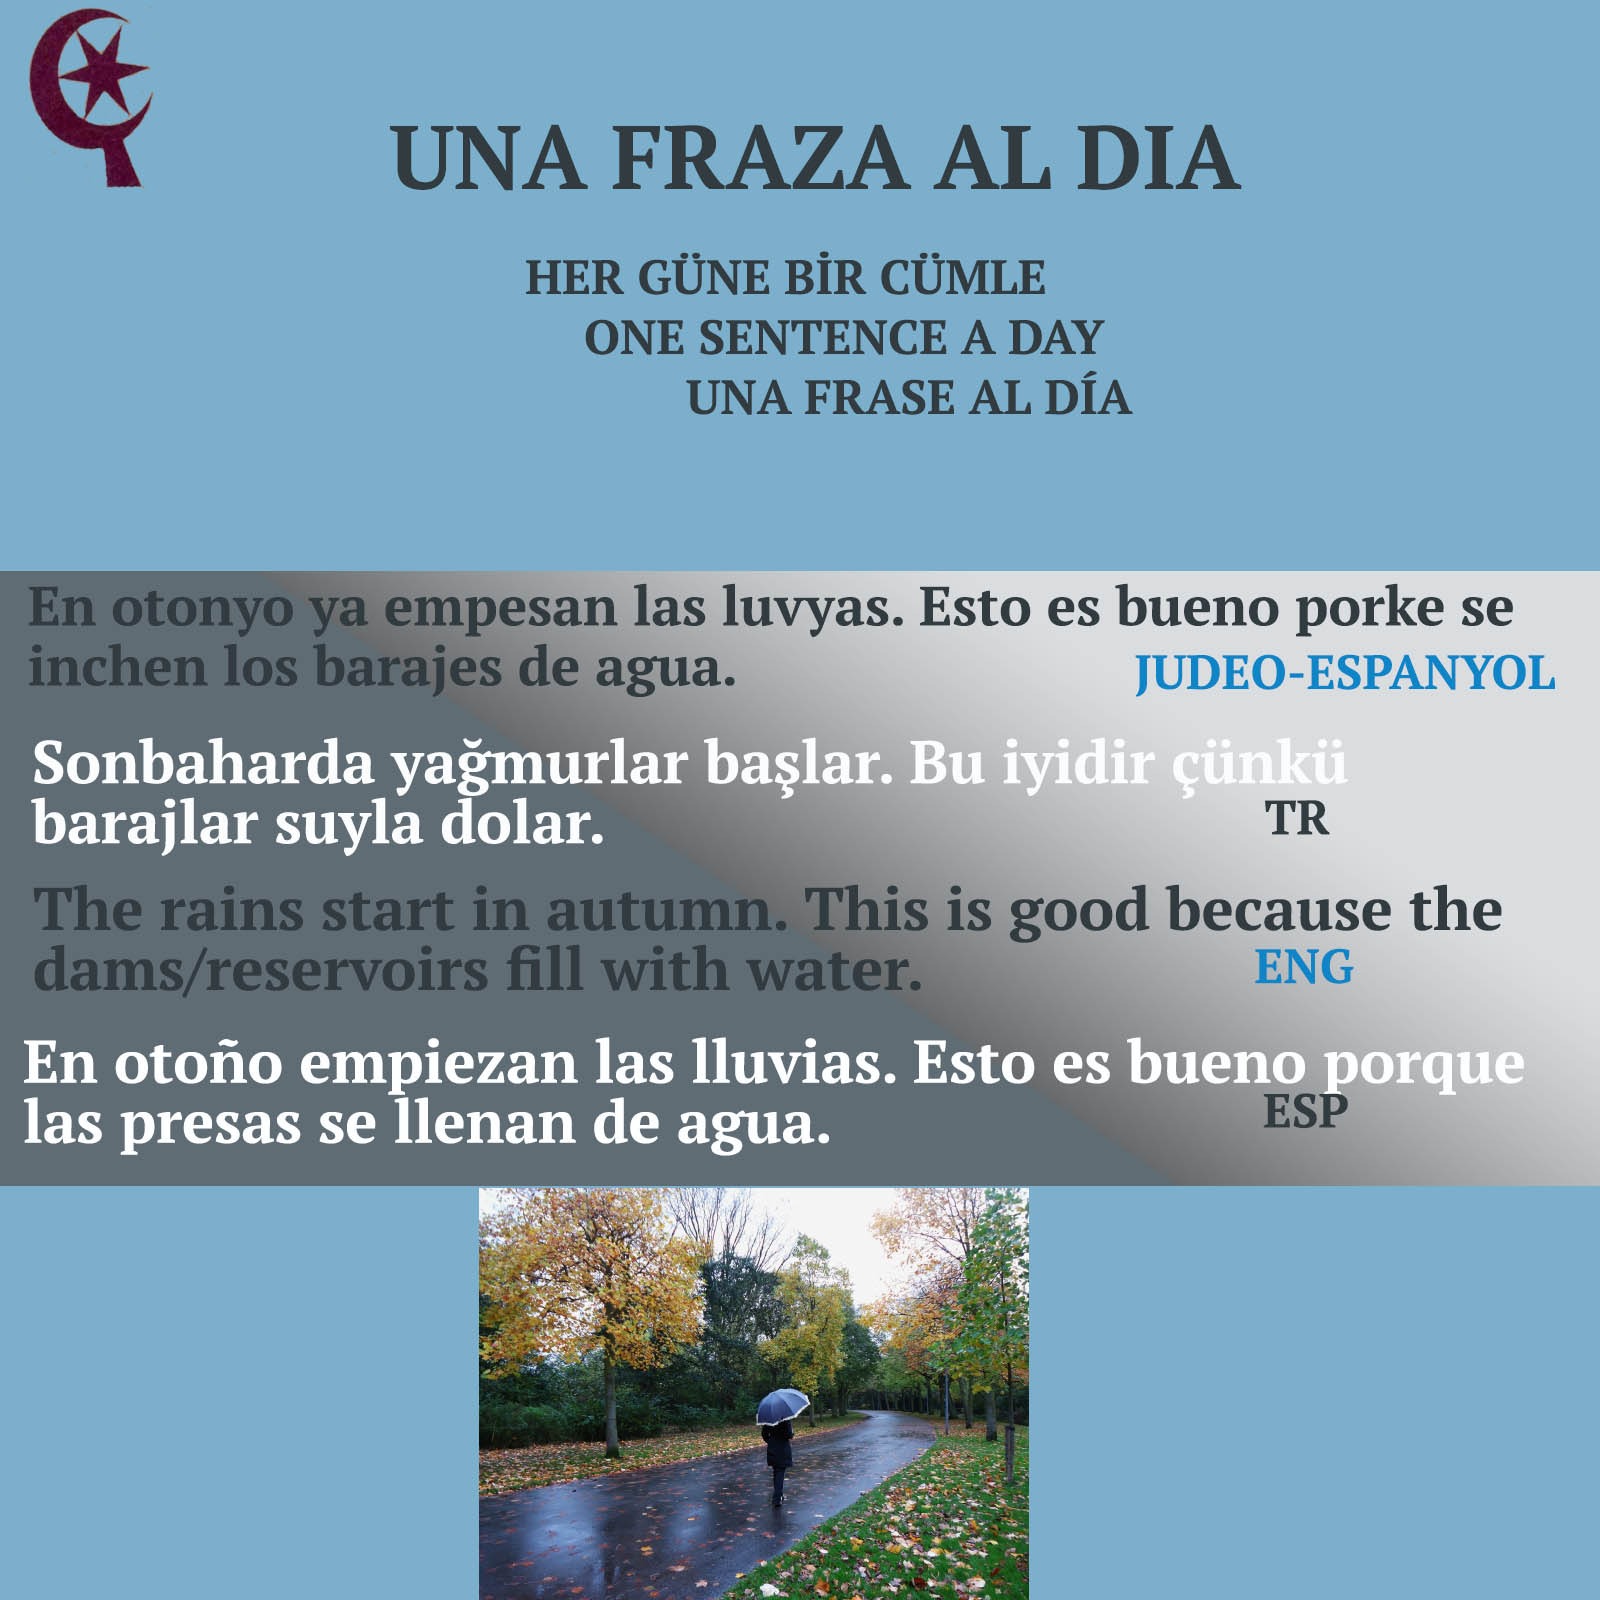 UNA FRAZA AL DIA
HER GÜNE BİR CÜMLE
ONE SENTENCE A DAY
UNA FRASE AL DÍA
En otonyo ya empesan las luvyas. Esto es bueno porke se
inchen los barajes de agua.
JUDEO-ESPANYOL
Sonbaharda yağmurlar başlar. Bu iyidir çünkü
barajlar suyla dolar.
TR
The rains start in autumn. This is good because the
dams/reservoirs fill with water.
ENG
En otoño empiezan las lluvias. Esto es bueno porque
las presas se llenan de agua.
ESP